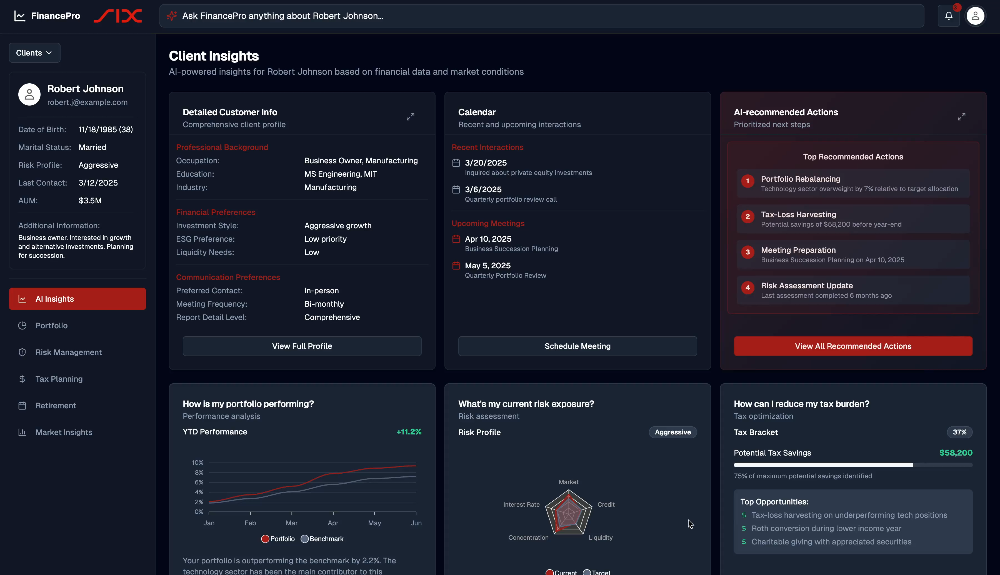 FinancePro
SIX
Ask FinancePro anything about Robert Johnson...
3
Clients
Robert Johnson
robert.j@example.com
Date of Birth: 11/18/1985 (38)
Marital Status: Married
Risk Profile: Aggressive
Last Contact: 3/12/2025
AUM: $3.5M
Additional Information:
Business owner. Interested in growth
and alternative investments. Planning
for succession.
AI Insights
Portfolio
Risk Management
Tax Planning
Retirement
Market Insights
Client Insights
AI-powered insights for Robert Johnson based on financial data and market conditions
Detailed Customer Info
Comprehensive client profile
Professional Background
Occupation: Business Owner, Manufacturing
Education: MS Engineering, MIT
Industry: Manufacturing
Financial Preferences
Investment Style: Aggressive growth
ESG Preference: Low priority
Liquidity Needs: Low
Communication Preferences
Preferred Contact: In-person
Meeting Frequency: Bi-monthly
Report Detail Level: Comprehensive
View Full Profile
Calendar
Recent and upcoming interactions
Recent Interactions
3/20/2025
Inquired about private equity investments
3/6/2025
Quarterly portfolio review call
Upcoming Meetings
Apr 10, 2025
Business Succession Planning
May 5, 2025
Quarterly Portfolio Review
Schedule Meeting
AI-recommended Actions
Prioritized next steps
Top Recommended Actions
1 Portfolio Rebalancing
Technology sector overweight by 7% relative to target allocation
2 Tax-Loss Harvesting
Potential savings of $58,200 before year-end
3 Meeting Preparation
Business Succession Planning on Apr 10, 2025
4 Risk Assessment Update
Last assessment completed 6 months ago
View All Recommended Actions
How is my portfolio performing?
Performance analysis
YTD Performance +11.2%
10%
8%
6%
4%
2%
0%
Jan Feb Mar Apr May Jun
Portfolio Benchmark
Your portfolio is outperforming the benchmark by 2.2%. The
technology sector has been the main contributor to this
What's my current risk exposure?
Risk assessment
Risk Profile Aggressive
Market
Interest Rate Credit
Concentration Liquidity
Current Target
How can I reduce my tax burden?
Tax optimization
Tax Bracket 37%
Potential Tax Savings $58,200
75% of maximum potential savings identified
Top Opportunities:
$ Tax-loss harvesting on underperforming tech positions
$ Roth conversion during lower income year
$ Charitable giving with appreciated securities